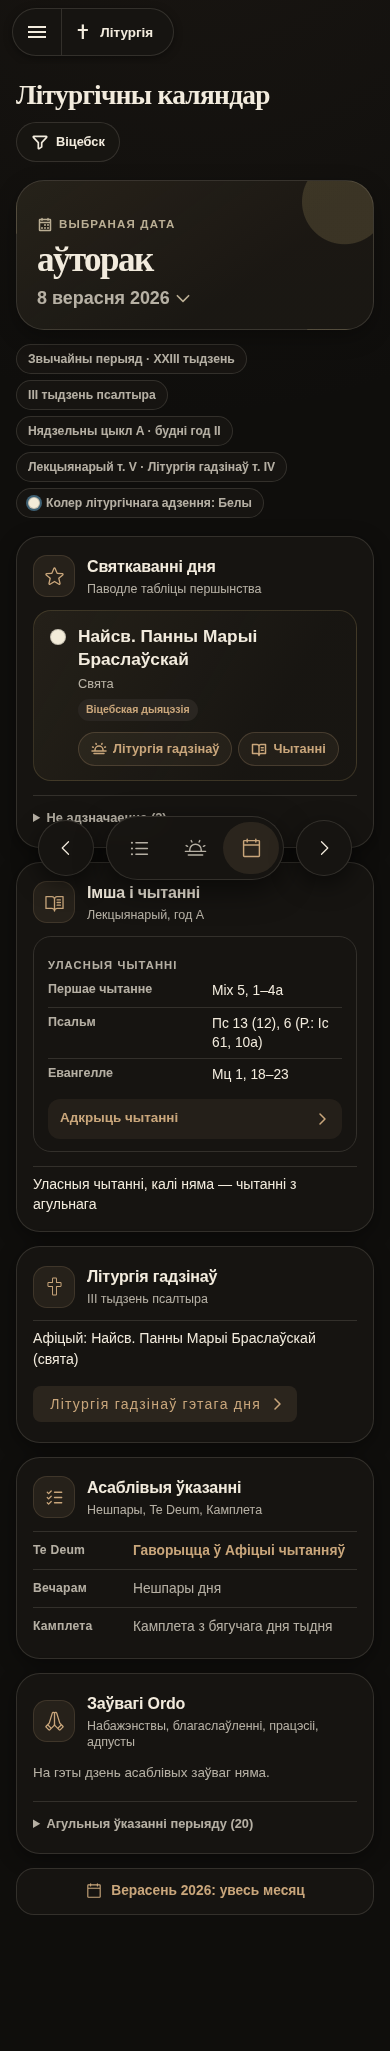 Літургія
Літургічны каляндар
Віцебск
ВЫБРАНАЯ ДАТА
аўторак
8 верасня 2026
Звычайны перыяд · XXIII тыдзень
III тыдзень псалтыра
Нядзельны цыкл A · будні год II
Лекцыянарый т. V · Літургія гадзінаў т. IV
Колер літургічнага адзення: Белы
Святкаванні дня
Паводле табліцы першынства
Найсв. Панны Марыі
Браслаўскай
Свята
Віцебская дыяцэзія
Літургія гадзінаў
Чытанні
Не адзначаецца
Імша і чытанні
Лекцыянарый, год A
УЛАСНЫЯ ЧЫТАННІ
Першае чытанне
Міх 5, 1–4a
Псальм
Пс 13 (12), 6 (Р.: Іс
61, 10a)
Евангелле
Мц 1, 18–23
Адкрыць чытанні
Уласныя чытанні, калі няма — чытанні з
агульнага
Літургія гадзінаў
III тыдзень псалтыра
Афіцый: Найсв. Панны Марыі Браслаўскай
(свята)
Літургія гадзінаў гэтага дня
Асаблівыя ўказанні
Нешпары, Te Deum, Камплета
Te Deum
Гаворыцца ў Афіцыі чытанняў
Вечарам
Нешпары дня
Камплета
Камплета з бягучага дня тыдня
Заўвагі Ordo
Набажэнствы, благаслаўленні, працэсіі,
адпусты
На гэты дзень асаблівых заўваг няма.
Агульныя ўказанні перыяду (20)
Верасень 2026: увесь месяц